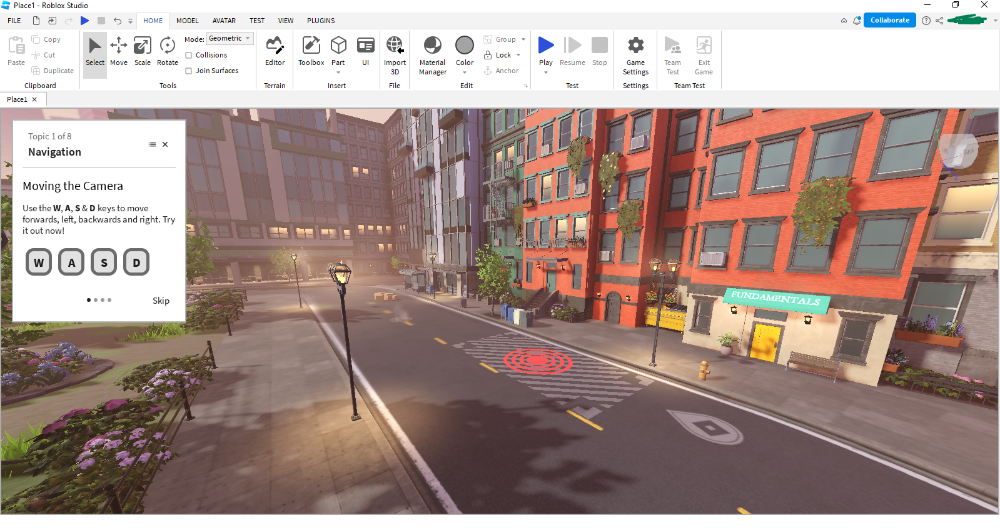 Place1 - Roblox Studio
FILE HOME MODEL AVATAR TEST VIEW PLUGINS Collaborate
Paste Copy Cut Duplicate
Clipboard
Select Move Scale Rotate
Mode: Geometric
Collisions
Join Surfaces
Tools
Editor
Terrain
Toolbox Part UI
Insert
Import
3D
File
Material
Manager
Color
Group
Lock
Anchor
Edit
Play Resume Stop
Test
Game
Settings
Settings
Team
Test
Exit
Game
Team Test
Place1
Topic 1 of 8
Navigation
Moving the Camera
Use the W, A, S & D keys to move
forwards, left, backwards and right. Try
it out now!
W A S D
Skip
FUNDAMENTALS
Back